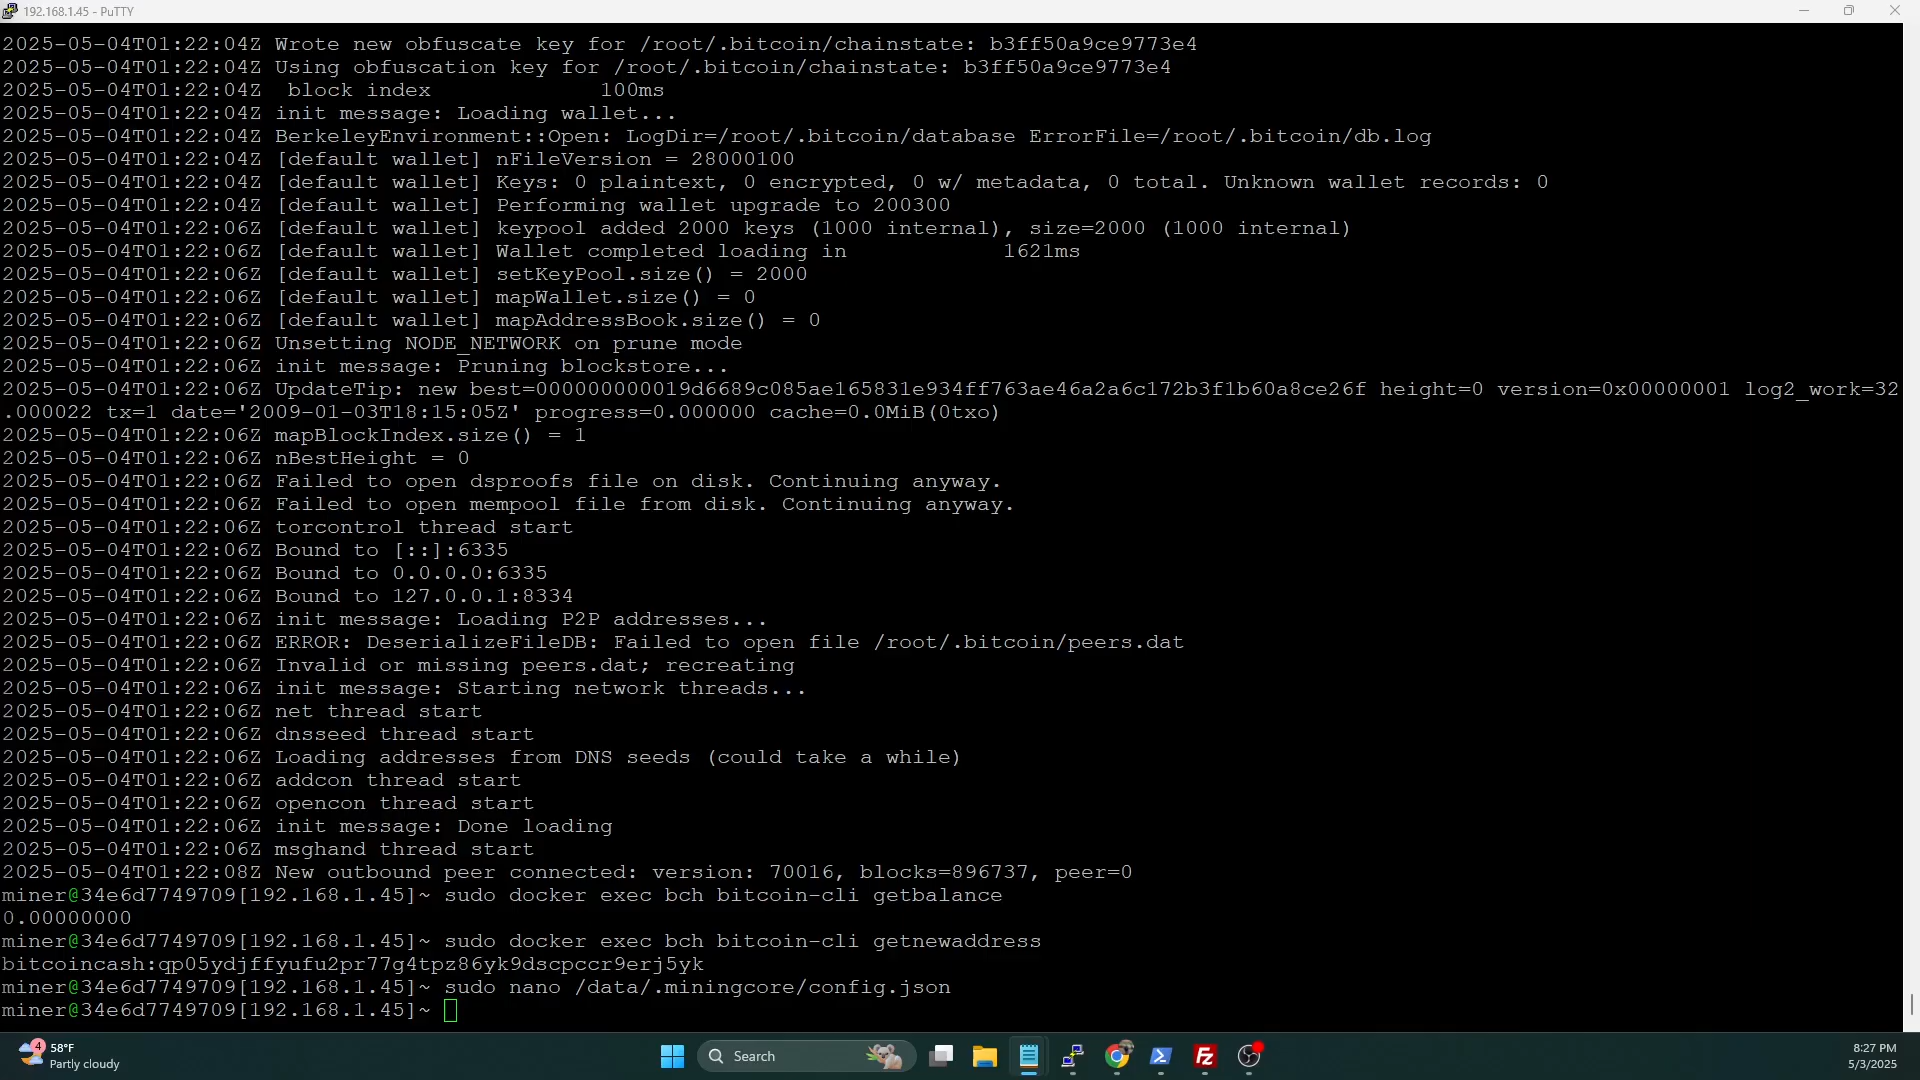 192.168.1.45 - PuTTY
2025-05-04T01:22:04Z Wrote new obfuscate key for /root/.bitcoin/chainstate: b3ff50a9ce9773e4
2025-05-04T01:22:04Z Using obfuscation key for /root/.bitcoin/chainstate: b3ff50a9ce9773e4
2025-05-04T01:22:04Z  block index             100ms
2025-05-04T01:22:04Z init message: Loading wallet...
2025-05-04T01:22:04Z BerkeleyEnvironment::Open: LogDir=/root/.bitcoin/database ErrorFile=/root/.bitcoin/db.log
2025-05-04T01:22:04Z [default wallet] nFileVersion = 28000100
2025-05-04T01:22:04Z [default wallet] Keys: 0 plaintext, 0 encrypted, 0 w/ metadata, 0 total. Unknown wallet records: 0
2025-05-04T01:22:04Z [default wallet] Performing wallet upgrade to 200300
2025-05-04T01:22:06Z [default wallet] keypool added 2000 keys (1000 internal), size=2000 (1000 internal)
2025-05-04T01:22:06Z [default wallet] Wallet completed loading in            1621ms
2025-05-04T01:22:06Z [default wallet] setKeyPool.size() = 2000
2025-05-04T01:22:06Z [default wallet] mapWallet.size() = 0
2025-05-04T01:22:06Z [default wallet] mapAddressBook.size() = 0
2025-05-04T01:22:06Z Unsetting NODE_NETWORK on prune mode
2025-05-04T01:22:06Z init message: Pruning blockstore...
2025-05-04T01:22:06Z UpdateTip: new best=000000000019d6689c085ae165831e934ff763ae46a2a6c172b3f1b60a8ce26f height=0 version=0x00000001 log2_work=32
.000022 tx=1 date='2009-01-03T18:15:05Z' progress=0.000000 cache=0.0MiB(0txo)
2025-05-04T01:22:06Z mapBlockIndex.size() = 1
2025-05-04T01:22:06Z nBestHeight = 0
2025-05-04T01:22:06Z Failed to open dsproofs file on disk. Continuing anyway.
2025-05-04T01:22:06Z Failed to open mempool file from disk. Continuing anyway.
2025-05-04T01:22:06Z torcontrol thread start
2025-05-04T01:22:06Z Bound to [::]:6335
2025-05-04T01:22:06Z Bound to 0.0.0.0:6335
2025-05-04T01:22:06Z Bound to 127.0.0.1:8334
2025-05-04T01:22:06Z init message: Loading P2P addresses...
2025-05-04T01:22:06Z ERROR: DeserializeFileDB: Failed to open file /root/.bitcoin/peers.dat
2025-05-04T01:22:06Z Invalid or missing peers.dat; recreating
2025-05-04T01:22:06Z init message: Starting network threads...
2025-05-04T01:22:06Z net thread start
2025-05-04T01:22:06Z dnsseed thread start
2025-05-04T01:22:06Z Loading addresses from DNS seeds (could take a while)
2025-05-04T01:22:06Z addcon thread start
2025-05-04T01:22:06Z opencon thread start
2025-05-04T01:22:06Z init message: Done loading
2025-05-04T01:22:06Z msghand thread start
2025-05-04T01:22:08Z New outbound peer connected: version: 70016, blocks=896737, peer=0
miner@34e6d7749709[192.168.1.45]~ sudo docker exec bch bitcoin-cli getbalance
0.00000000
miner@34e6d7749709[192.168.1.45]~ sudo docker exec bch bitcoin-cli getnewaddress
bitcoincash:qp05ydjffyufu2pr77g4tpz86yk9dscpccr9erj5yk
miner@34e6d7749709[192.168.1.45]~ sudo nano /data/.miningcore/config.json
miner@34e6d7749709[192.168.1.45]~
4
58°F
Partly cloudy
Search
8:27 PM
5/3/2025